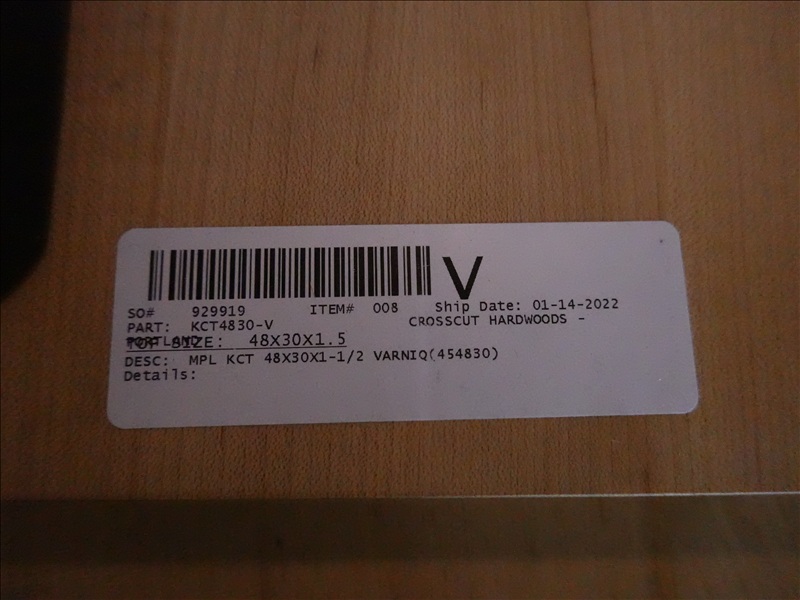 V
SO# 929919 ITEM# 008 Ship Date: 01-14-2022
PART: KCT4830-V CROSSCUT HARDWOODS -
PORTLAND
TOP SIZE: 48X30X1.5
DESC: MPL KCT 48X30X1-1/2 VARNIQ(454830)
Details: